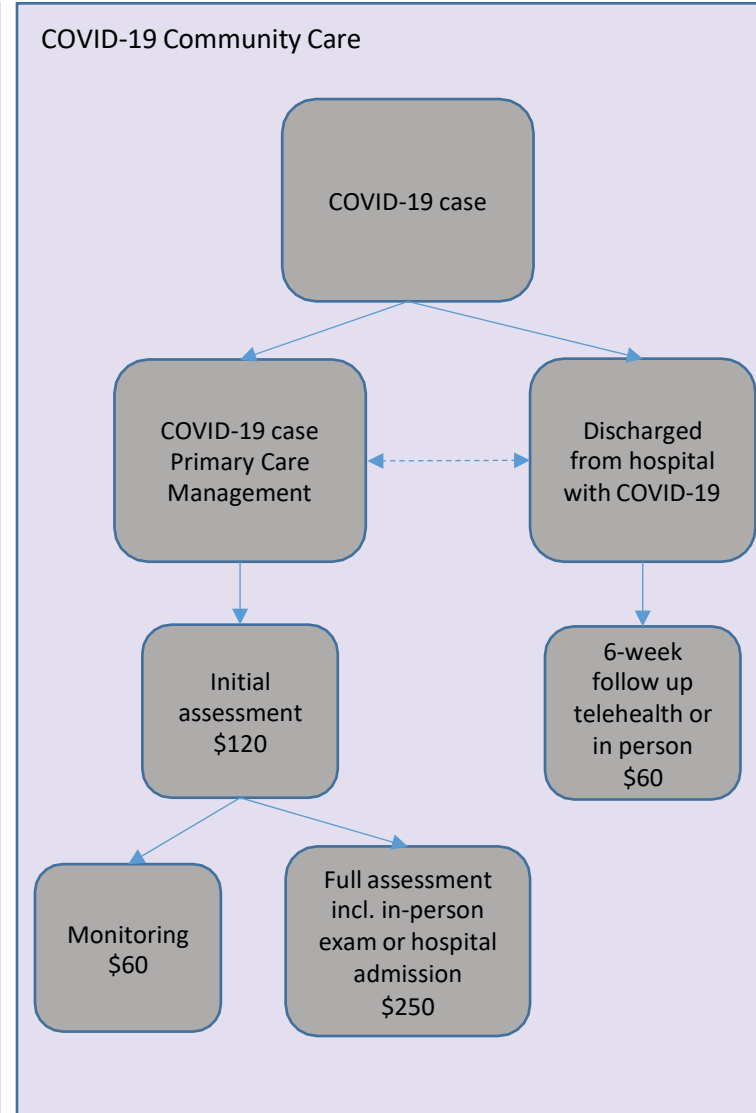 COVID-19 Community Care
COVID-19 case
COVID-19 case
Primary Care
Management
Discharged
from hospital
with COVID-19
Initial
assessment
$120
6-week
follow up
telehealth or
in person
$60
Monitoring
$60
Full assessment
incl. in-person
exam or hospital
admission
$250